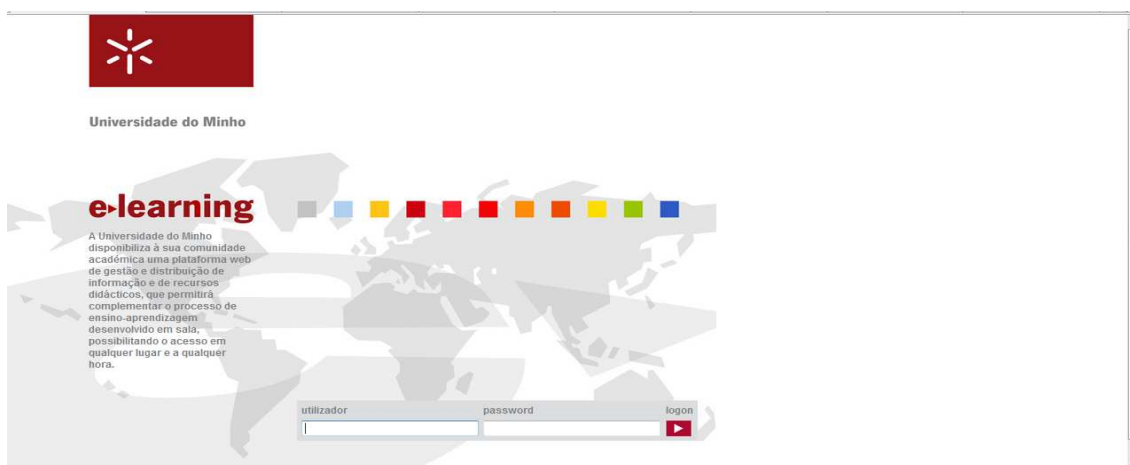 Universidade do Minho
e-learning
A Universidade do Minho
disponibiliza à sua comunidade
académica uma plataforma web
de gestão e distribuição de
informação e de recursos
didácticos, que permitirá
complementar o processo de
ensino-aprendizagem
desenvolvido em sala,
possibilitando o acesso em
qualquer lugar e a qualquer
hora.
utilizador password logon